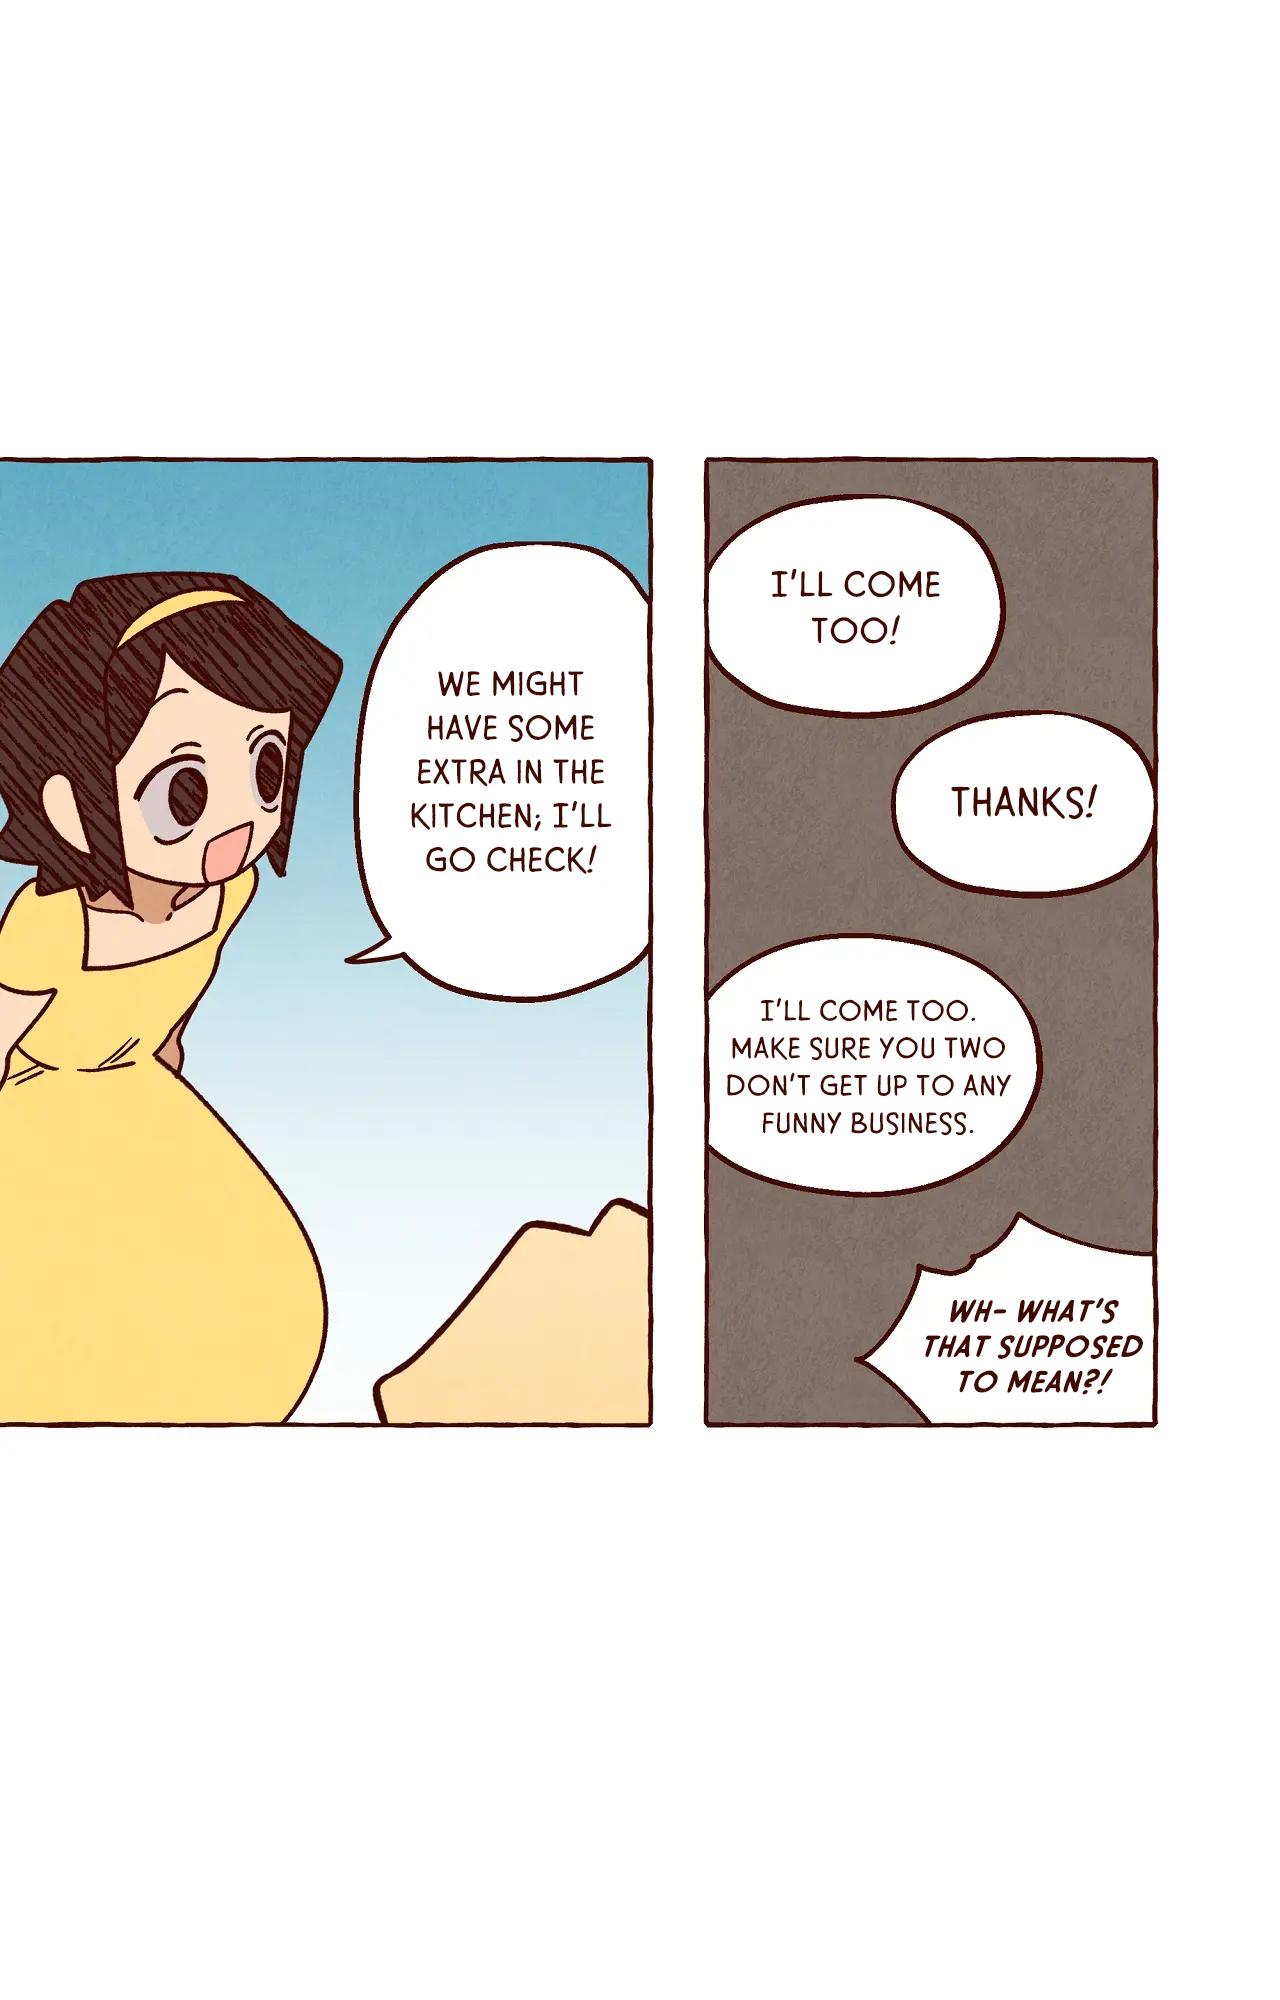 WE MIGHT
HAVE SOME
EXTRA IN THE
KITCHEN; I'LL
GO CHECK!
I'LL COME
TOO!
THANKS!
I'LL COME TOO.
MAKE SURE YOU TWO
DON'T GET UP TO ANY
FUNNY BUSINESS.
WH- WHAT'S
THAT SUPPOSED
TO MEAN?!